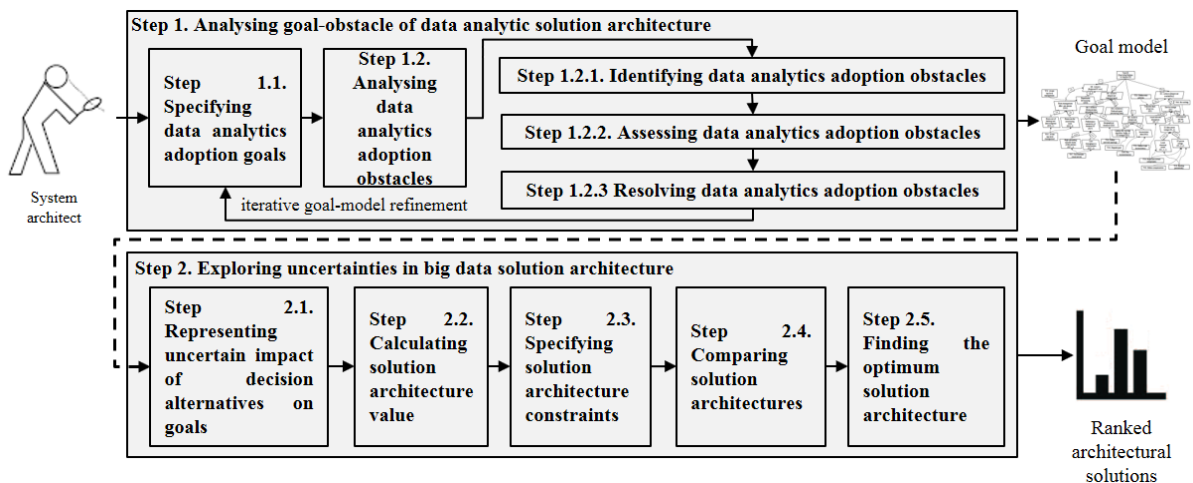 Step 1. Analysing goal-obstacle of data analytic solution architecture
Step 1.1.
Specifying
data analytics
adoption goals
Step 1.2.
Analysing
data
analytics
adoption
obstacles
Step 1.2.1. Identifying data analytics adoption obstacles
Step 1.2.2. Assessing data analytics adoption obstacles
Step 1.2.3 Resolving data analytics adoption obstacles
iterative goal-model refinement
System
architect
Goal model
Step 2. Exploring uncertainties in big data solution architecture
Step 2.1.
Representing
uncertain impact
of decision
alternatives on
goals
Step 2.2.
Calculating
solution
architecture
value
Step 2.3.
Specifying
solution
architecture
constraints
Step 2.4.
Comparing
solution
architectures
Step 2.5.
Finding the
optimum
solution
architecture
Ranked
architectural
solutions